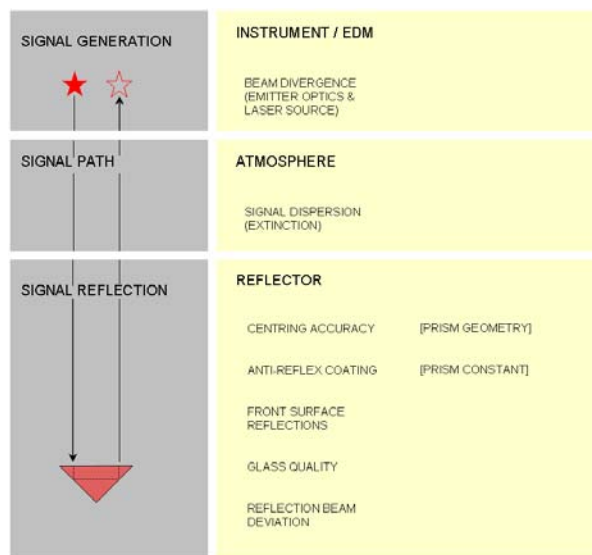 SIGNAL GENERATION
INSTRUMENT / EDM
BEAM DIVERGENCE
(EMITTER OPTICS &
LASER SOURCE)
SIGNAL PATH
ATMOSPHERE
SIGNAL DISPERSION
(EXTINCTION)
SIGNAL REFLECTION
REFLECTOR
CENTRING ACCURACY [PRISM GEOMETRY]
ANTI-REFLEX COATING [PRISM CONSTANT]
FRONT SURFACE
REFLECTIONS
GLASS QUALITY
REFLECTION BEAM
DEVIATION